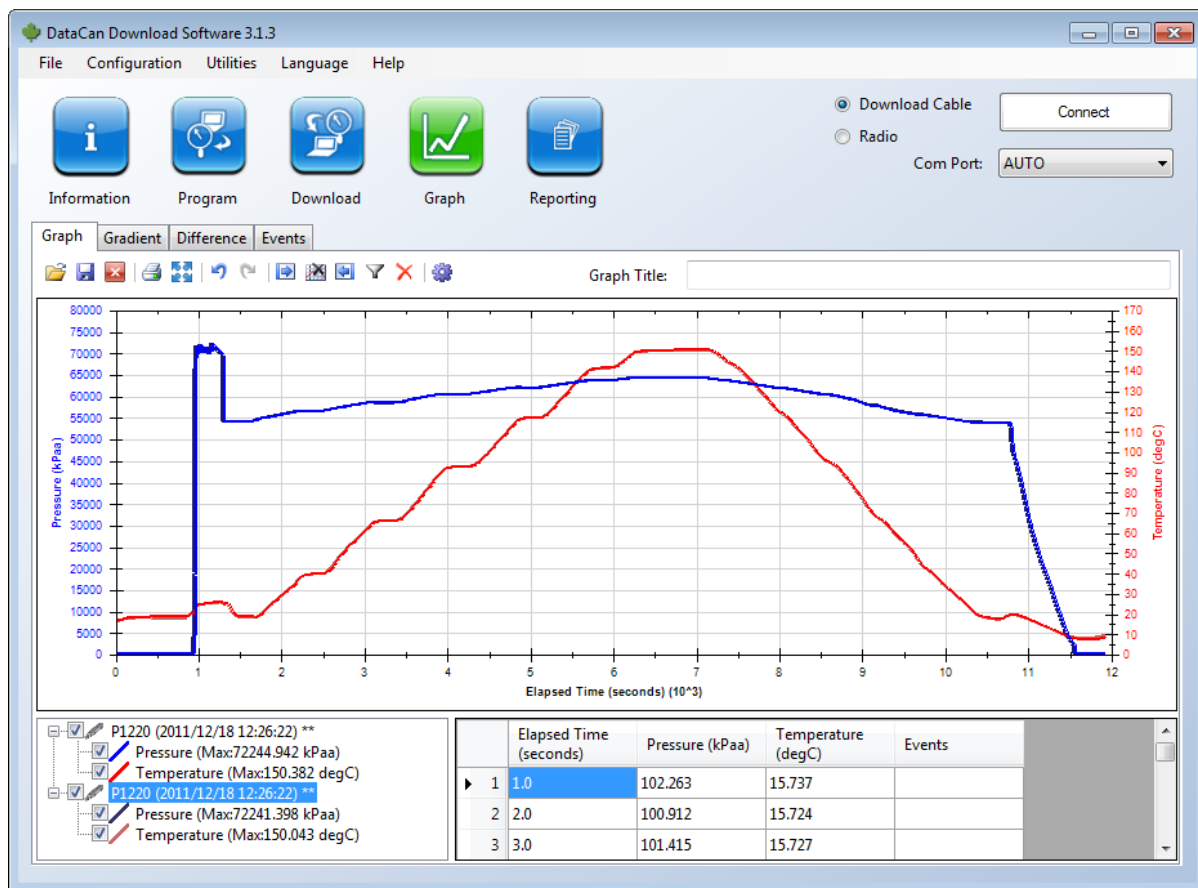 DataCan Download Software 3.1.3
File Configuration Utilities Language Help
Download Cable
Connect
Radio
Com Port: AUTO
Information Program Download Graph Reporting
Graph Gradient Difference Events
Graph Title:
80000
75000
70000
65000
60000
55000
50000
45000
40000
35000
30000
25000
20000
15000
10000
5000
0
Pressure (kPaa)
170
160
150
140
130
120
110
100
90
80
70
60
50
40
30
20
10
0
Temperature (degC)
0 1 2 3 4 5 6 7 8 9 10 11 12
Elapsed Time (seconds) (10^3)
P1220 (2011/12/18 12:26:22) **
Pressure (Max:72244.942 kPaa)
Temperature (Max:150.382 degC)
P1220 (2011/12/18 12:26:22) **
Pressure (Max:72241.398 kPaa)
Temperature (Max:150.043 degC)
Elapsed Time (seconds) Pressure (kPaa) Temperature (degC) Events
1 1.0 102.263 15.737
2 2.0 100.912 15.724
3 3.0 101.415 15.727